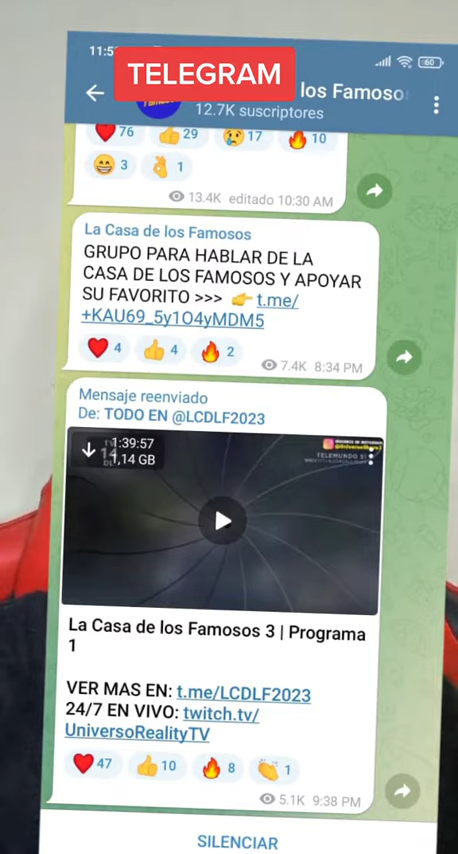 TELEGRAM
los Famoso
12.7K suscriptores
76 29 17 10
3 1
13.4K editado 10:30 AM
La Casa de los Famosos
GRUPO PARA HABLAR DE LA
CASA DE LOS FAMOSOS Y APOYAR
SU FAVORITO >>> 👉 t.me/
+KAU69_5y1O4yMDM5
4 4 2
7.4K 8:34 PM
Mensaje reenviado
De: TODO EN @LCDLF2023
1:39:57
1,14 GB
TELEMUNDO
La Casa de los Famosos 3 | Programa
1
VER MAS EN: t.me/LCDLF2023
24/7 EN VIVO: twitch.tv/
UniversoRealityTV
47 10 8 1
5.1K 9:38 PM
SILENCIAR